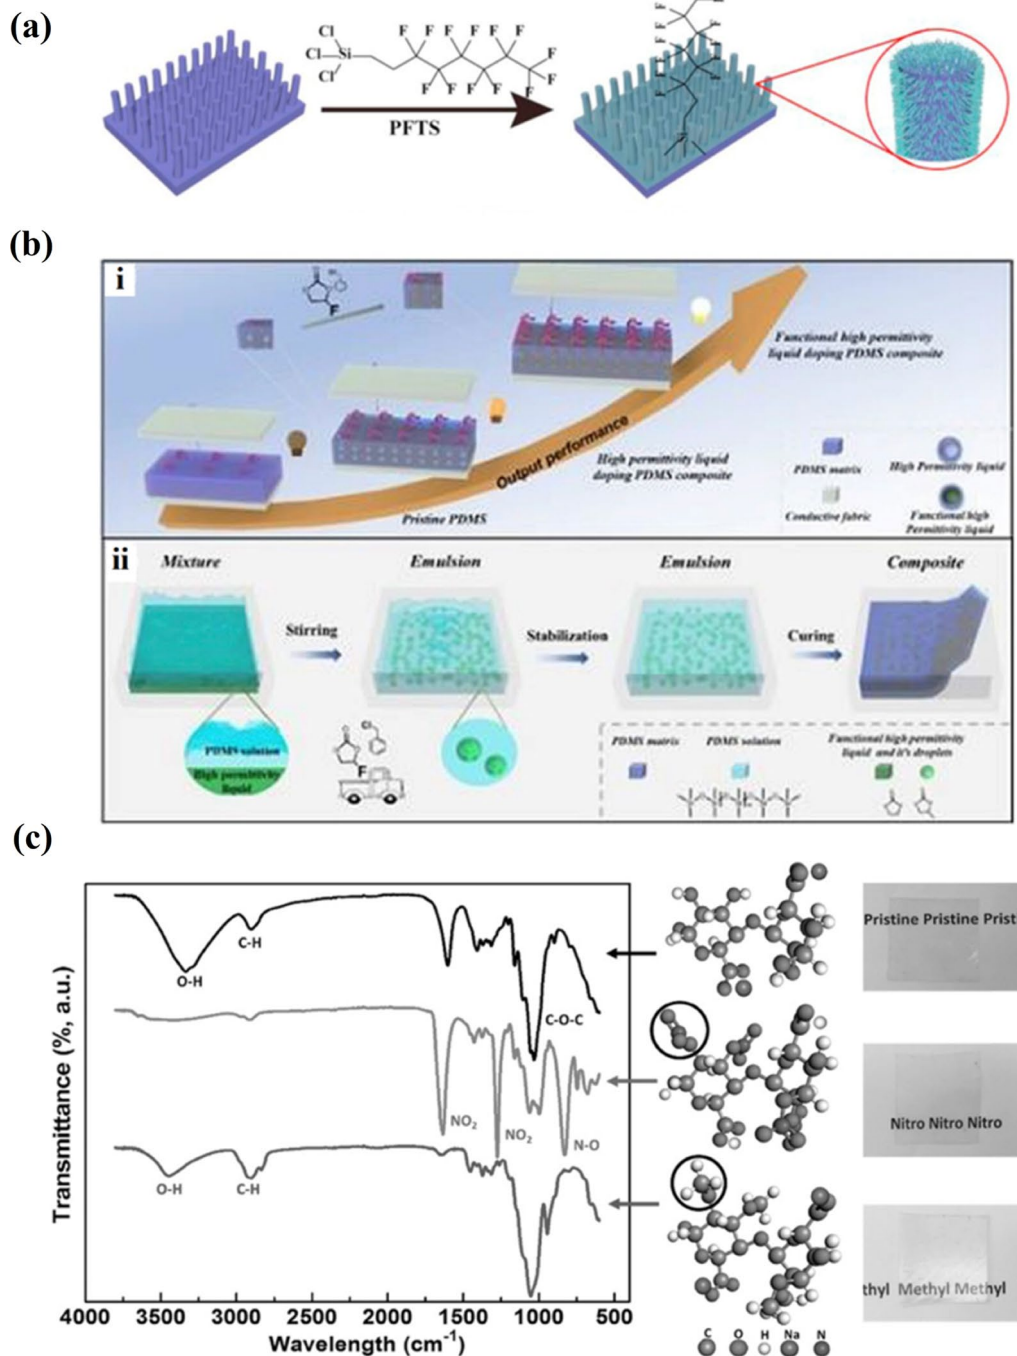 (a)
Cl
Cl
Si
Cl
F F F F F F F
F F F F F F
PFTS
F
F
F
F
F
F
F
F
(b)
i
F
Functional high permittivity
liquid doping PDMS composite
Output performance
High permittivity liquid
doping PDMS composite
Pristine PDMS
PDMS matrix
High Permittivity liquid
Conductive fabric
Functional high
Permittivity liquid
ii
Mixture
Emulsion
Emulsion
Composite
Stirring
Stabilization
Curing
PDMS solution
High permittivity
liquid
Cl
O
F
PDMS matrix
PDMS solution
Functional high permittivity
liquid and it's droplets
(c)
Transmittance (%, a.u.)
O-H
C-H
C-O-C
NO2
NO2
N-O
O-H
C-H
4000 3500 3000 2500 2000 1500 1000 500
Wavelength (cm-1)
Pristine Pristine Prist
Nitro Nitro Nitro
thyl Methyl Methyl
C O H Na N